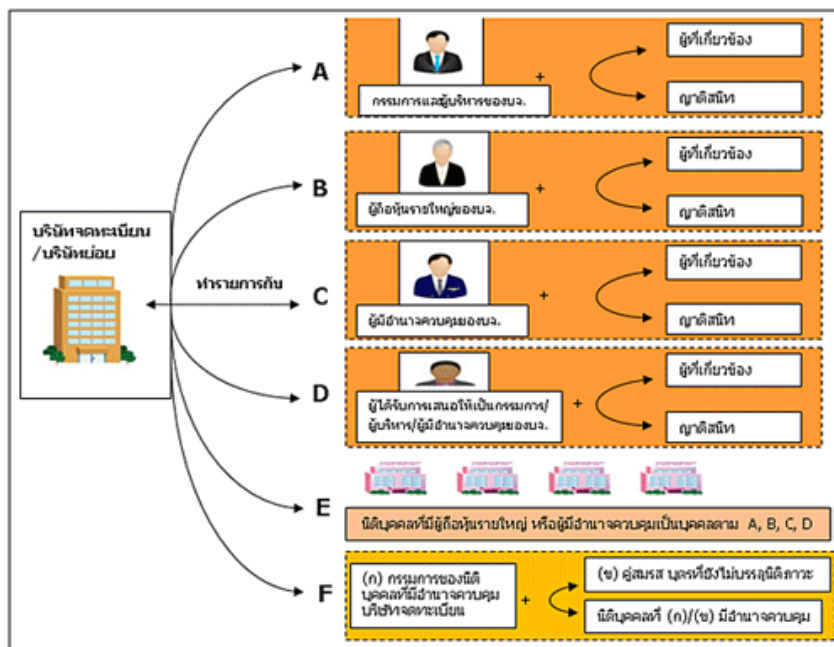 A
ผู้ที่เกี่ยวข้อง
+
กรรมการและผู้บริหารของบจ.
ญาติสนิท
B
ผู้ที่เกี่ยวข้อง
+
ผู้ถือหุ้นรายใหญ่ของบจ.
ญาติสนิท
บริษัทจดทะเบียน
/บริษัทย่อย
ทำรายการกับ
C
ผู้ที่เกี่ยวข้อง
+
ผู้มีอำนาจควบคุมของบจ.
ญาติสนิท
D
ผู้ที่เกี่ยวข้อง
ผู้ได้รับการเสนอให้เป็นกรรมการ/
ผู้บริหาร/ผู้มีอำนาจควบคุมของบจ.
+
ญาติสนิท
E
นิติบุคคลที่มีผู้ถือหุ้นรายใหญ่ หรือผู้มีอำนาจควบคุมเป็นบุคคลตาม A, B, C, D
F
(ก) กรรมการของนิติ
บุคคลที่มีอำนาจควบคุม
บริษัทจดทะเบียน
+
(ข) คู่สมรส บุตรที่ยังไม่บรรลุนิติภาวะ
นิติบุคคลที่ (ก)/(ข) มีอำนาจควบคุม